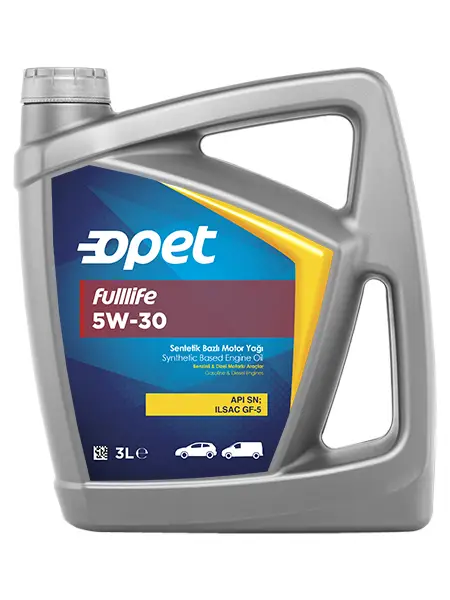 opet
fulllife
5W-30
Sentetik Bazlı Motor Yağı
Synthetic Based Engine Oil
Benzinli & Dizel Motorlu Araçlar
Gasoline & Diesel Engines
API SN;
ILSAC GF-5
3L℮